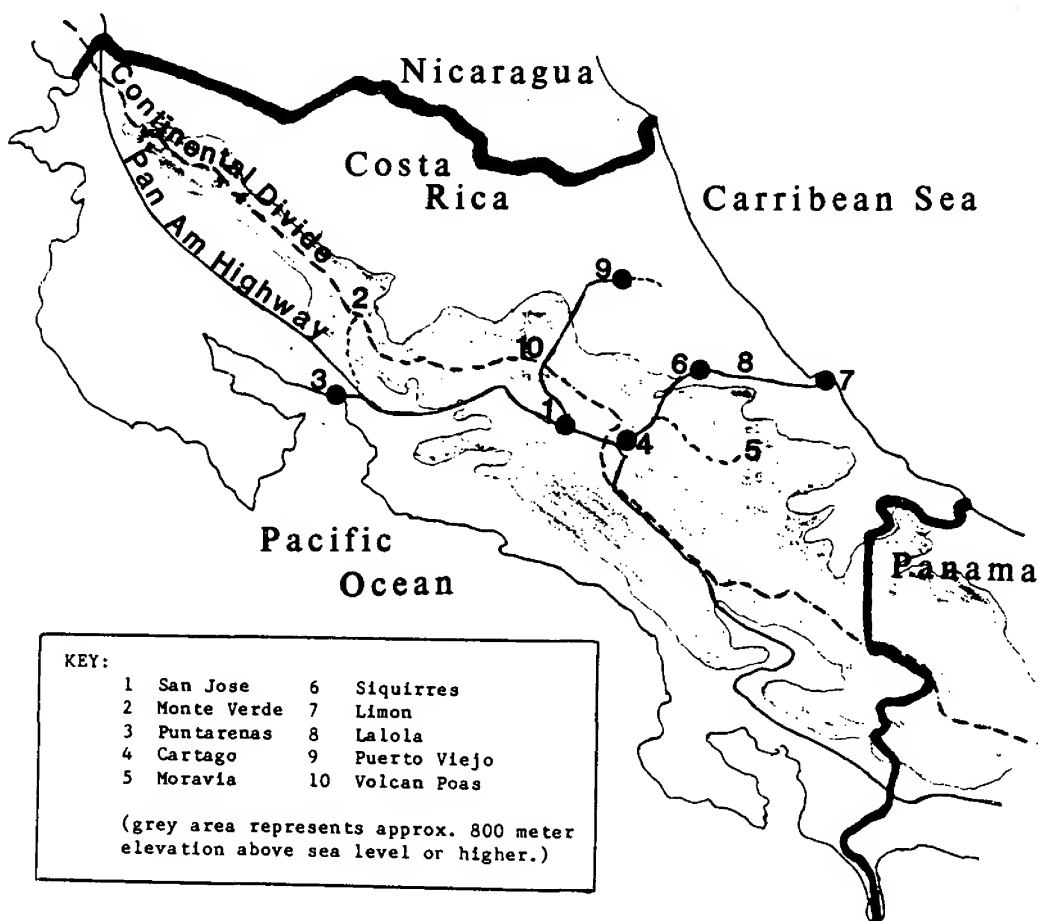 Nicaragua
Costa
Rica
Carribean Sea
Continental Divide
Pan Am Highway
2
9
10
3
6
8
7
1
4
5
Pacific
Ocean
Panama
KEY:
1 San Jose 6 Siquirres
2 Monte Verde 7 Limon
3 Puntarenas 8 Lalola
4 Cartago 9 Puerto Viejo
5 Moravia 10 Volcan Poas
(grey area represents approx. 800 meter
elevation above sea level or higher.)